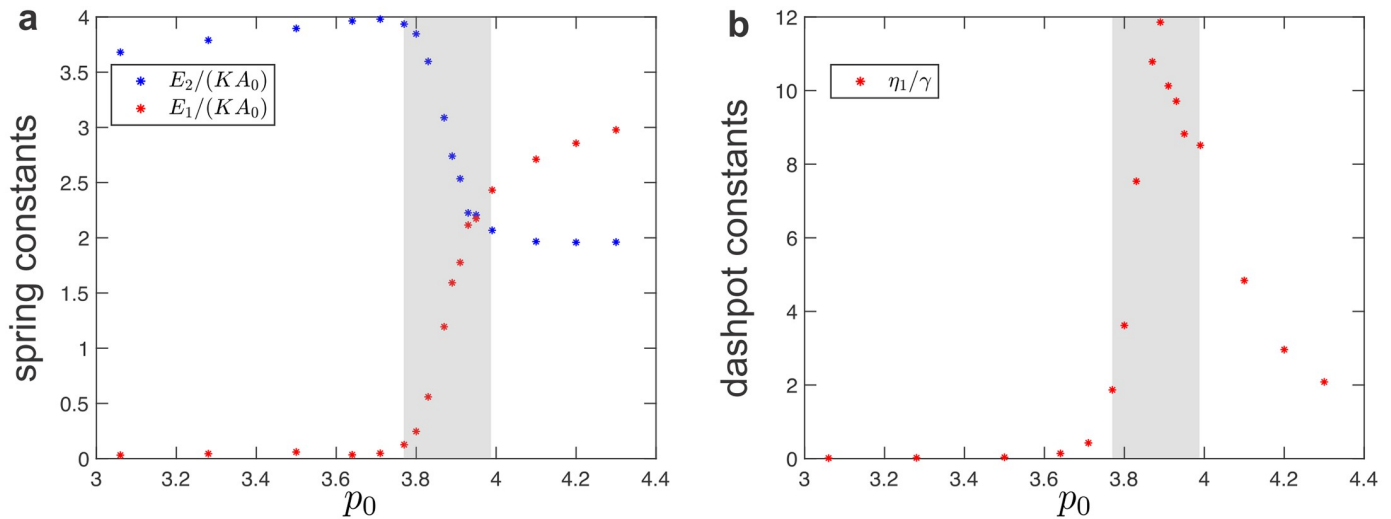 a
spring constants
4
3.5
3
2.5
2
1.5
1
0.5
0
E₂/(KA₀)
E₁/(KA₀)
3 3.2 3.4 3.6 3.8 4 4.2 4.4
p₀
b
dashpot constants
12
10
8
6
4
2
0
η₁/γ
3 3.2 3.4 3.6 3.8 4 4.2 4.4
p₀